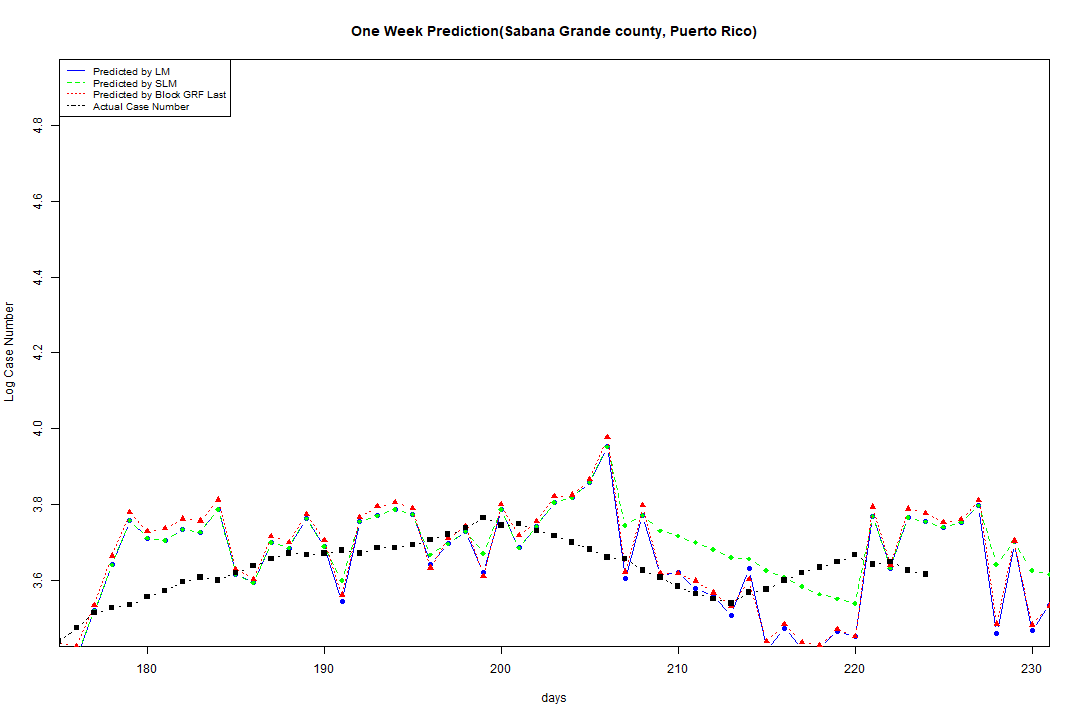 One Week Prediction(Sabana Grande county, Puerto Rico)
Predicted by LM
Predicted by SLM
Predicted by Block GRF Last
Actual Case Number
4.8
4.6
4.4
4.2
4.0
3.8
3.6
Log Case Number
180 190 200 210 220 230
days